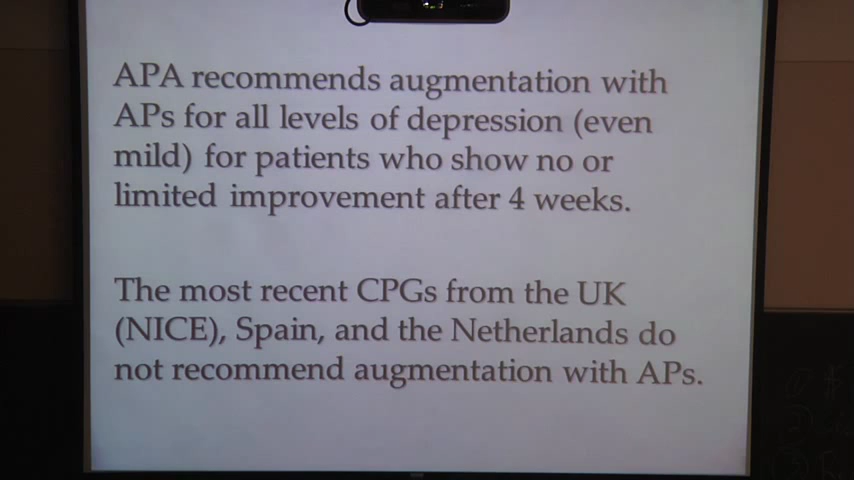 APA recommends augmentation with
APs for all levels of depression (even
mild) for patients who show no or
limited improvement after 4 weeks.
The most recent CPGs from the UK
(NICE), Spain, and the Netherlands do
not recommend augmentation with APs.